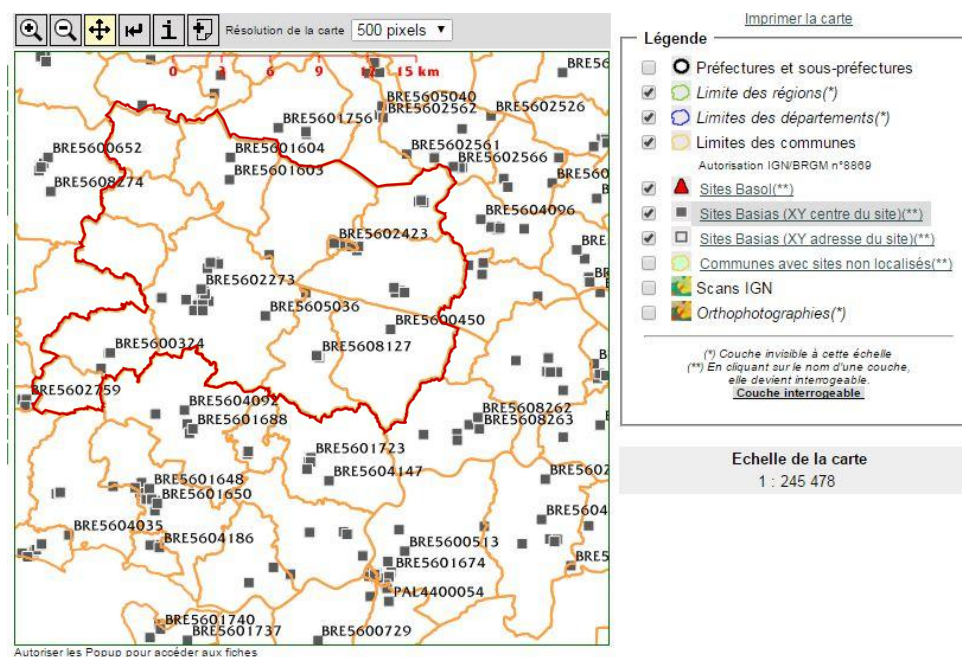 Résolution de la carte 500 pixels
Imprimer la carte
Légende
Préfectures et sous-préfectures
Limite des régions(*)
Limites des départements(*)
Limites des communes
Autorisation IGN/BRGM n°8869
Sites Basol(**)
Sites Basias (XY centre du site)(**)
Sites Basias (XY adresse du site)(**)
Communes avec sites non localisés(**)
Scans IGN
Orthophotographies(*)
(*) Couche invisible à cette échelle
(**) En cliquant sur le nom d'une couche,
elle devient interrogeable.
Couche interrogeable
Echelle de la carte
1 : 245 478
0 3 6 9 12 15 km
BRE56
BRE5605040
BRE5602562
BRE5602526
BRE5601756
BRE5600652
BRE5601604
BRE5602561
BRE5602566
BRE5601603
BRE5608274
BRE5604096
BRE5602423
BRE
BRE5602273
BRE56
BRE5605036
BRE5600450
BRE5600324
BRE5608127
BRE5602759
BRE5604092
BRE5608262
BRE5601688
BRE5608263
BRE5601723
BRE5604147
BRE5602
BRE5601648
BRE5601650
BRE5604
BRE5604035
BRE5604186
BRE5600513
BRE5
BRE5601674
PAL4400054
BRE5601740
BRE5601737
BRE5600729
Autoriser les Popup pour accéder aux fiches